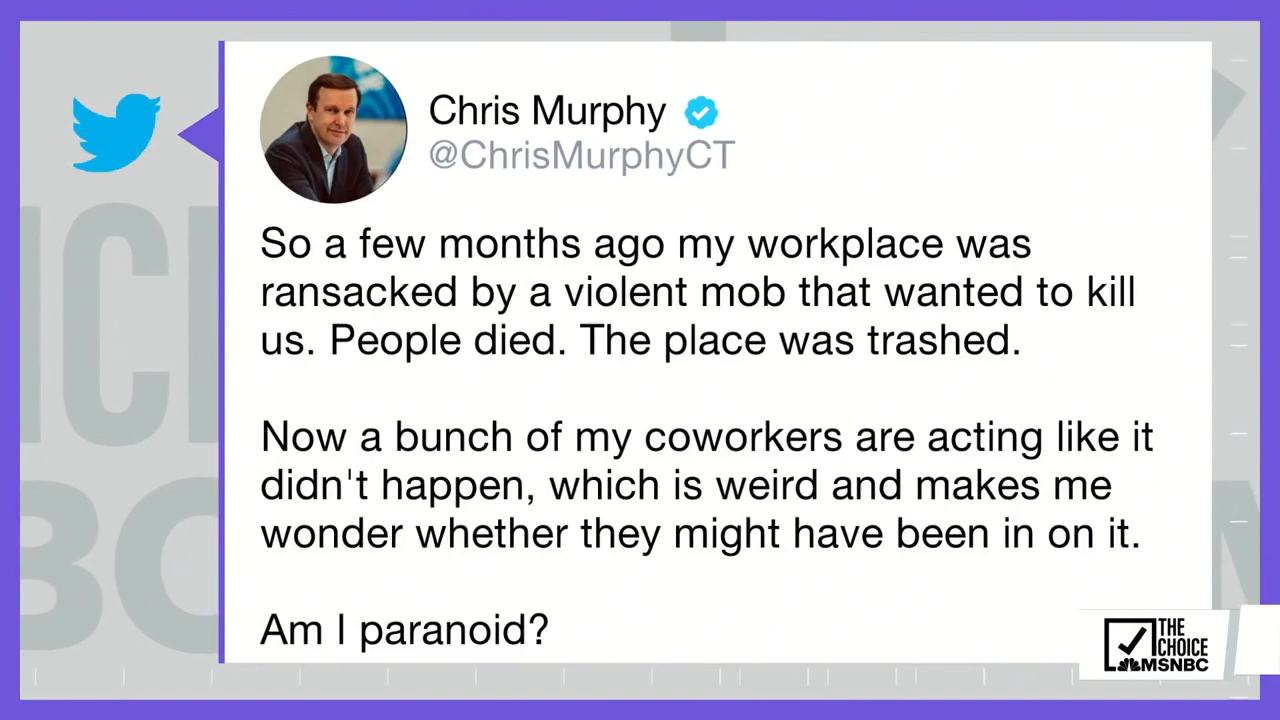 Chris Murphy
@ChrisMurphyCT
So a few months ago my workplace was
ransacked by a violent mob that wanted to kill
us. People died. The place was trashed.
Now a bunch of my coworkers are acting like it
didn't happen, which is weird and makes me
wonder whether they might have been in on it.
Am I paranoid?
THE
CHOICE
MSNBC